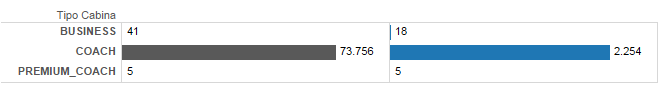 Tipo Cabina
BUSINESS 41 18
COACH 73.756 2.254
PREMIUM_COACH 5 5